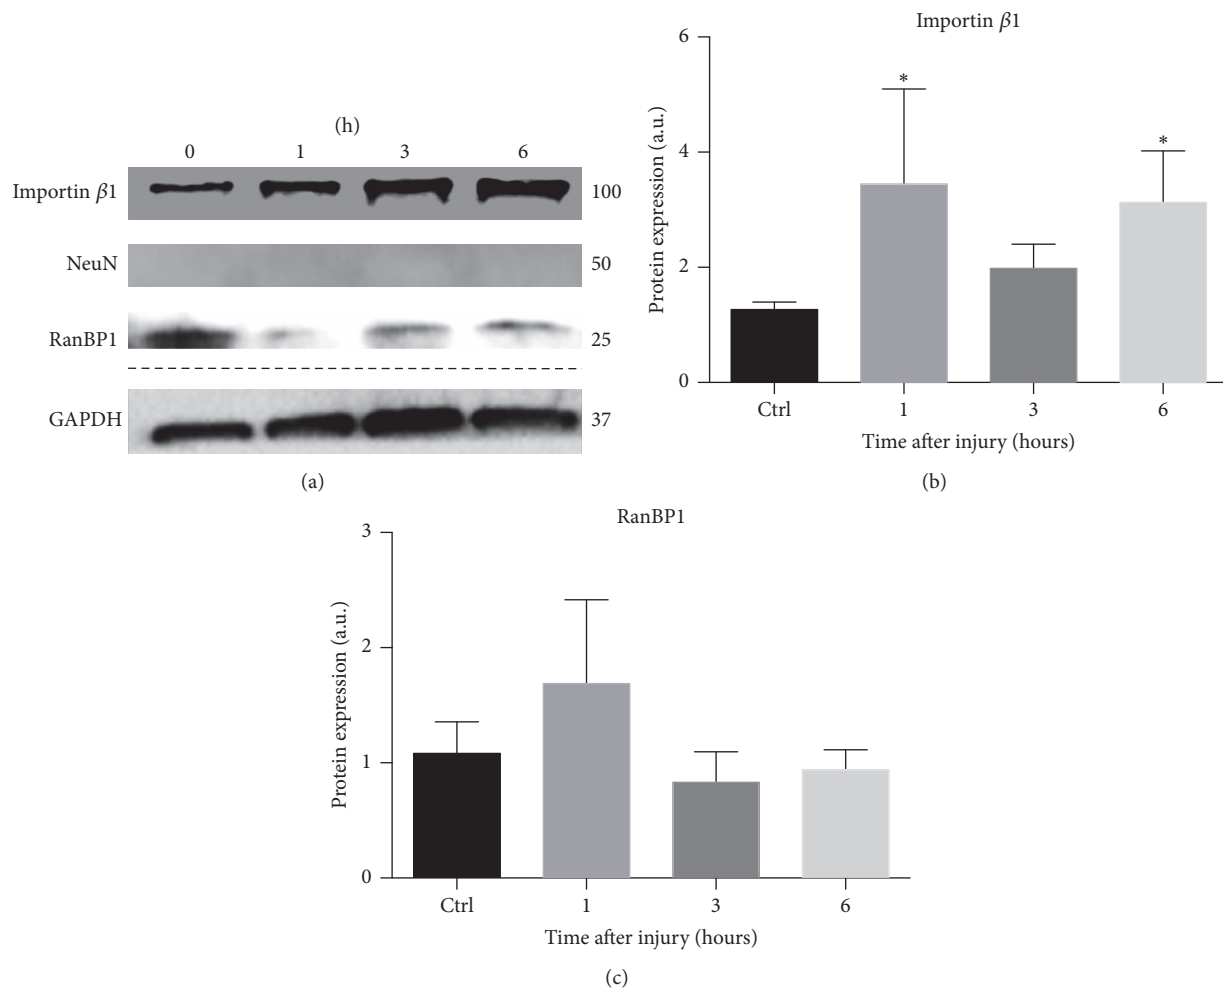 (h)
0 1 3 6
Importin β1 100
NeuN 50
RanBP1 25
GAPDH 37
(a)
Importin β1
Protein expression (a.u.)
6
4
2
0
*
*
Ctrl 1 3 6
Time after injury (hours)
(b)
RanBP1
Protein expression (a.u.)
3
2
1
0
Ctrl 1 3 6
Time after injury (hours)
(c)